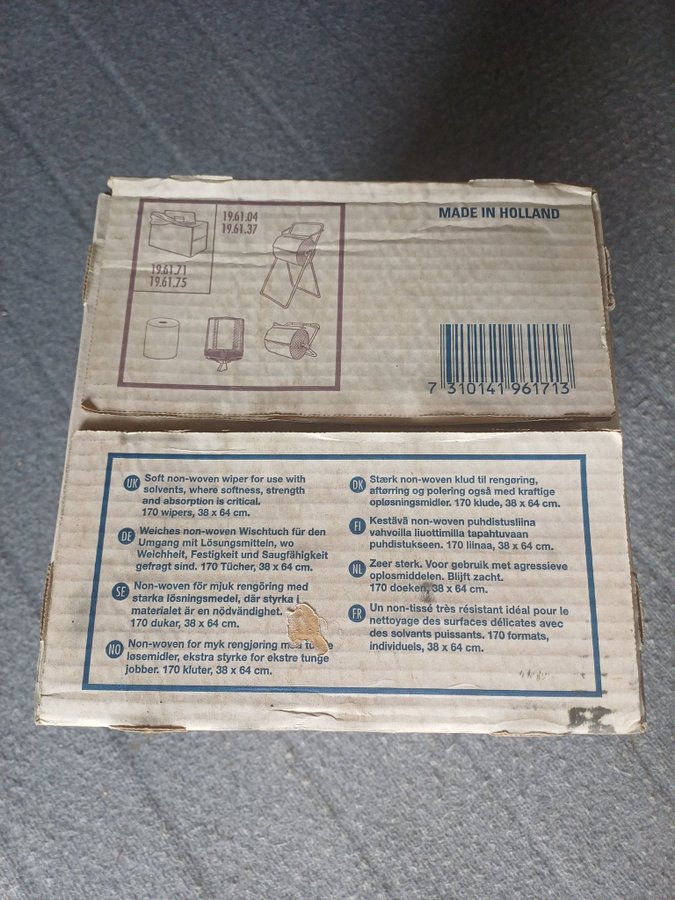 19.61.04
19.61.37
19.61.71
19.61.75
MADE IN HOLLAND
7 310141 961713
UK Soft non-woven wiper for use with
solvents, where softness, strength
and absorption is critical.
170 wipers, 38 x 64 cm.
DE Weiches non-woven Wischtuch für den
Umgang mit Lösungsmitteln, wo
Weichheit, Festigkeit und Saugfähigkeit
gefragt sind. 170 Tücher, 38 x 64 cm.
SE Non-woven för mjuk rengöring med
starka lösningsmedel, där styrka i
materialet är en nödvändighet.
170 dukar, 38 x 64 cm.
NO Non-woven for myk rengjøring med
løsemidler, ekstra styrke for ekstre tunge
jobber. 170 kluter, 38 x 64 cm.
DK Stærk non-woven klud til rengøring,
aftørring og polering også med kraftige
opløsningsmidler. 170 klude, 38 x 64 cm.
FI Kestävä non-woven puhdistusliina
vahvoilla liuottimilla tapahtuvaan
puhdistukseen. 170 liinaa, 38 x 64 cm.
NL Zeer sterk. Voor gebruik met agressieve
oplosmiddelen. Blijft zacht.
170 doeken, 38 x 64 cm.
FR Un non-tissé très résistant idéal pour le
nettoyage des surfaces délicates avec
des solvants puissants. 170 formats,
individuels, 38 x 64 cm.